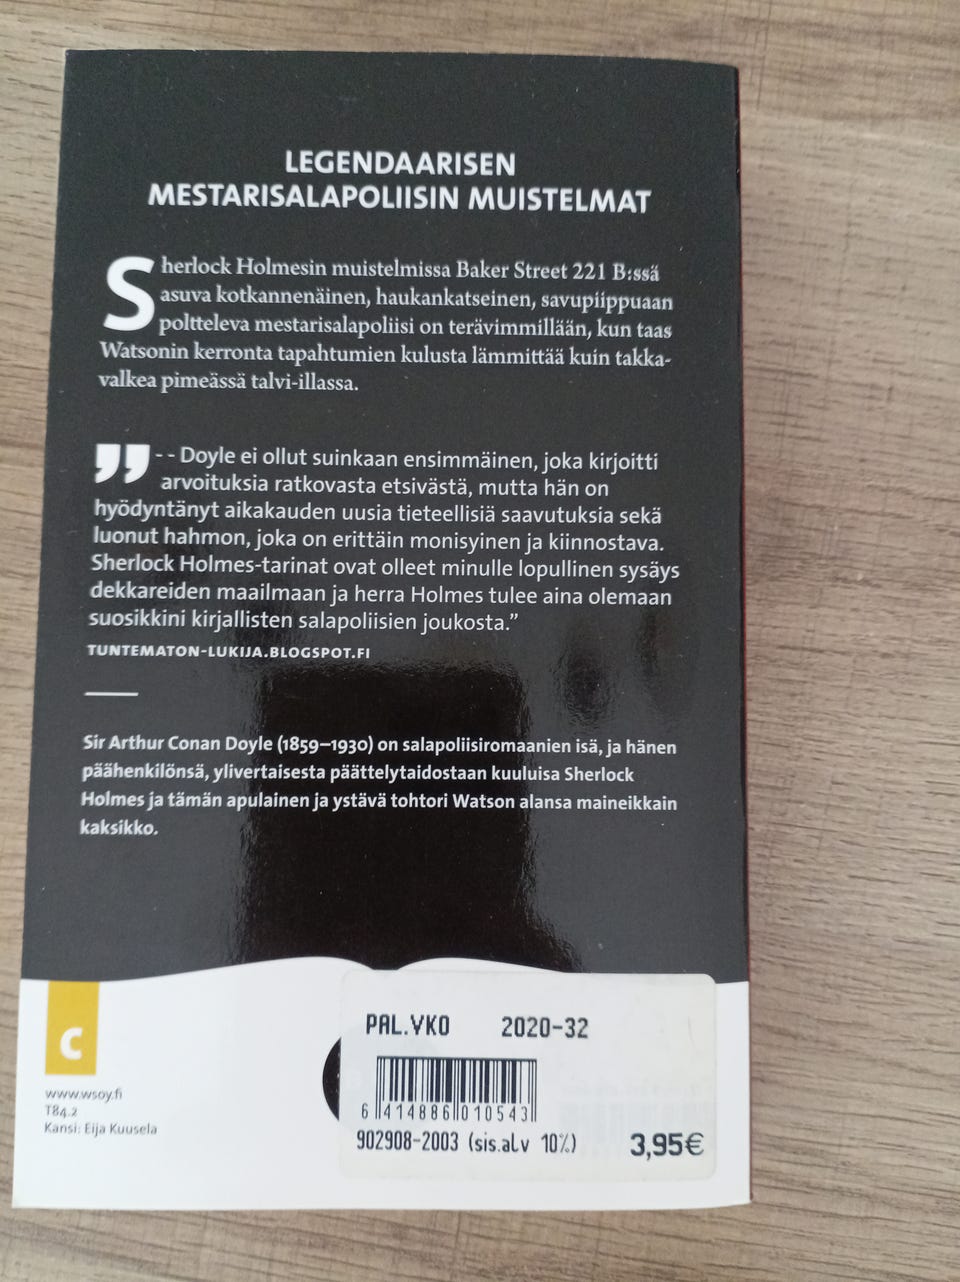 LEGENDAARISEN
MESTARISALAPOLIISIN MUISTELMAT
Sherlock Holmesin muistelmissa Baker Street 221 B:ssä
asuva kotkannenäinen, haukankatseinen, savupiippuaan
poltteleva mestarisalapoliisi on terävimmillään, kun taas
Watsonin kerronta tapahtumien kulusta lämmittää kuin takka-
valkea pimeässä talvi-illassa.
”- - Doyle ei ollut suinkaan ensimmäinen, joka kirjoitti
arvoituksia ratkovasta etsivästä, mutta hän on
hyödyntänyt aikakauden uusia tieteellisiä saavutuksia sekä
luonut hahmon, joka on erittäin monisyinen ja kiinnostava.
Sherlock Holmes-tarinat ovat olleet minulle lopullinen sysäys
dekkareiden maailmaan ja herra Holmes tulee aina olemaan
suosikkini kirjallisten salapoliisien joukosta.”
TUNTEMATON-LUKIJA.BLOGSPOT.FI
Sir Arthur Conan Doyle (1859–1930) on salapoliisiromaanien isä, ja hänen
päähenkilönsä, ylivertaisesta päättelytaidostaan kuuluisa Sherlock
Holmes ja tämän apulainen ja ystävä tohtori Watson alansa maineikkain
kaksikko.
C
www.wsoy.fi
T84.2
Kansi: Eija Kuusela
PAL.VKO 2020-32
6 414886 010543
902908-2003 (sis.alv 10%) 3,95€